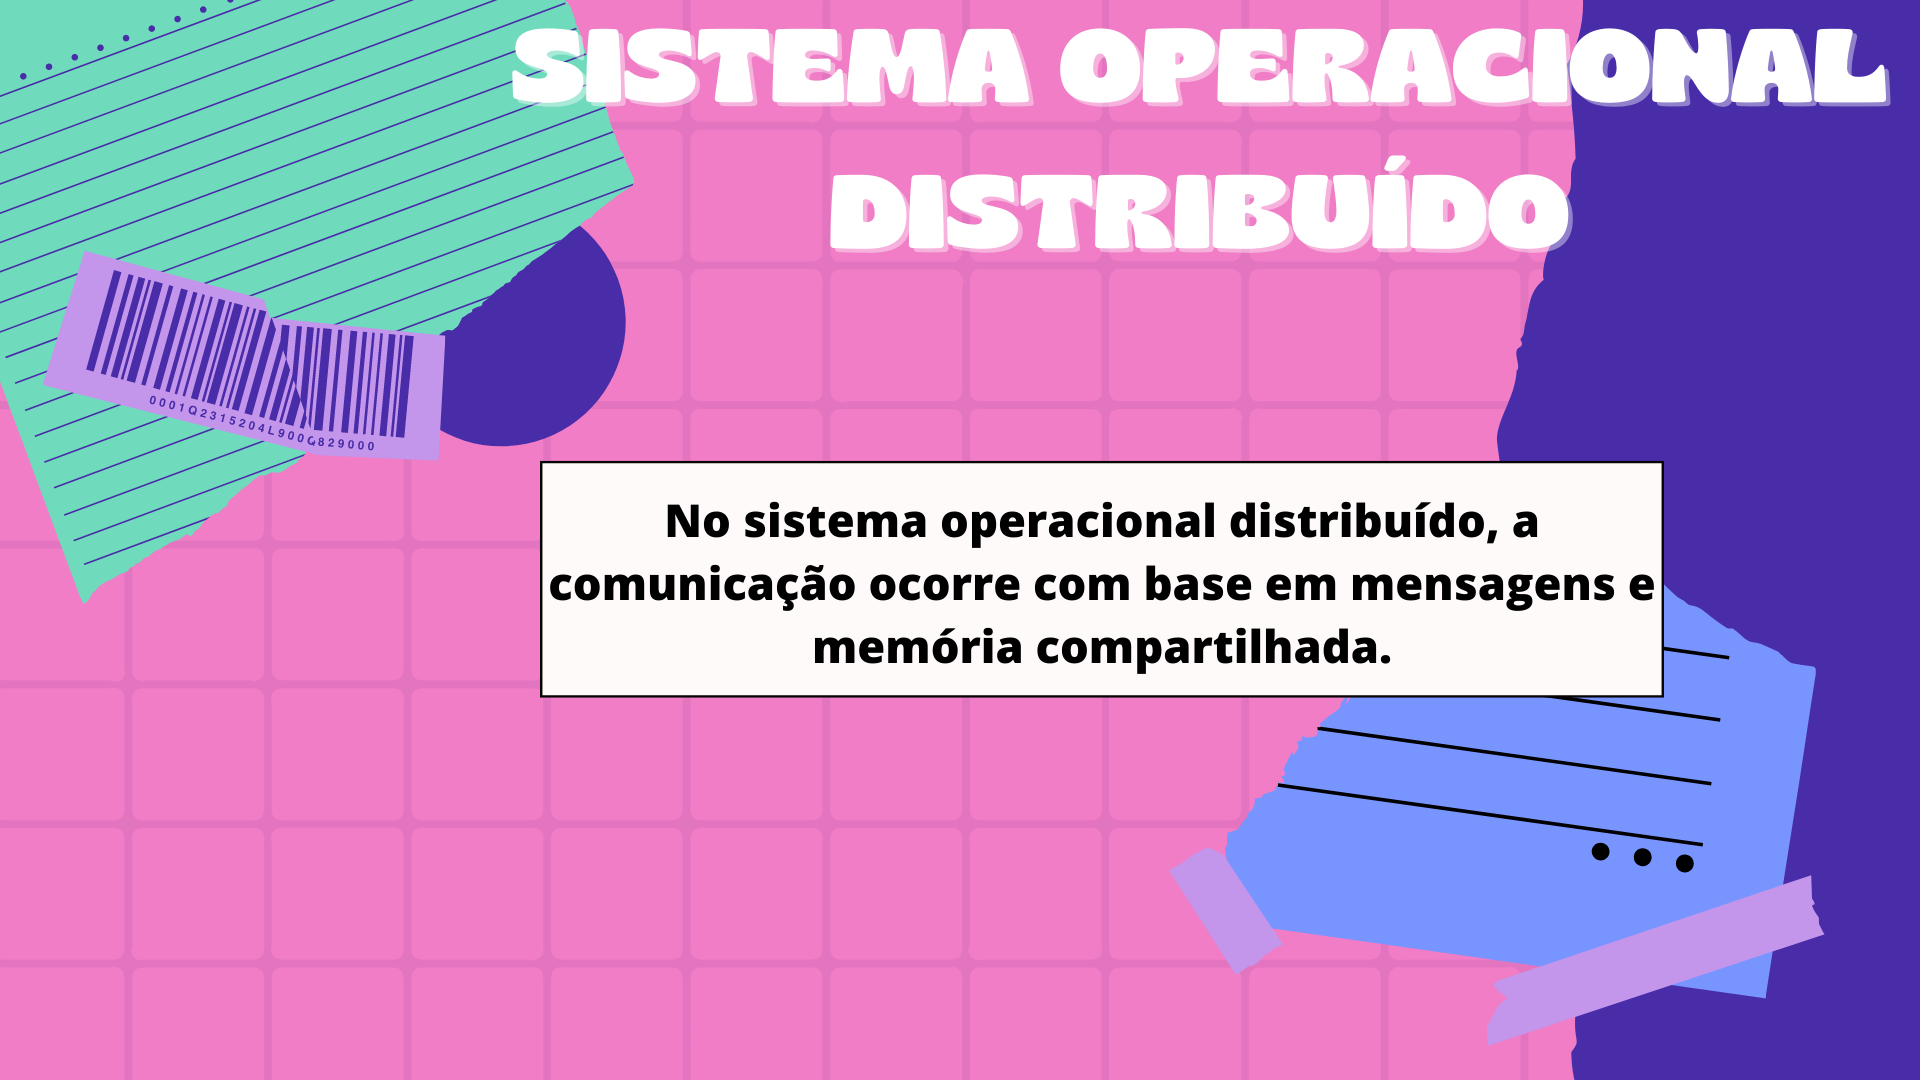 SISTEMA OPERACIONAL
DISTRIBUÍDO
0001Q2315204L900Q829000
No sistema operacional distribuído, a
comunicação ocorre com base em mensagens e
memória compartilhada.